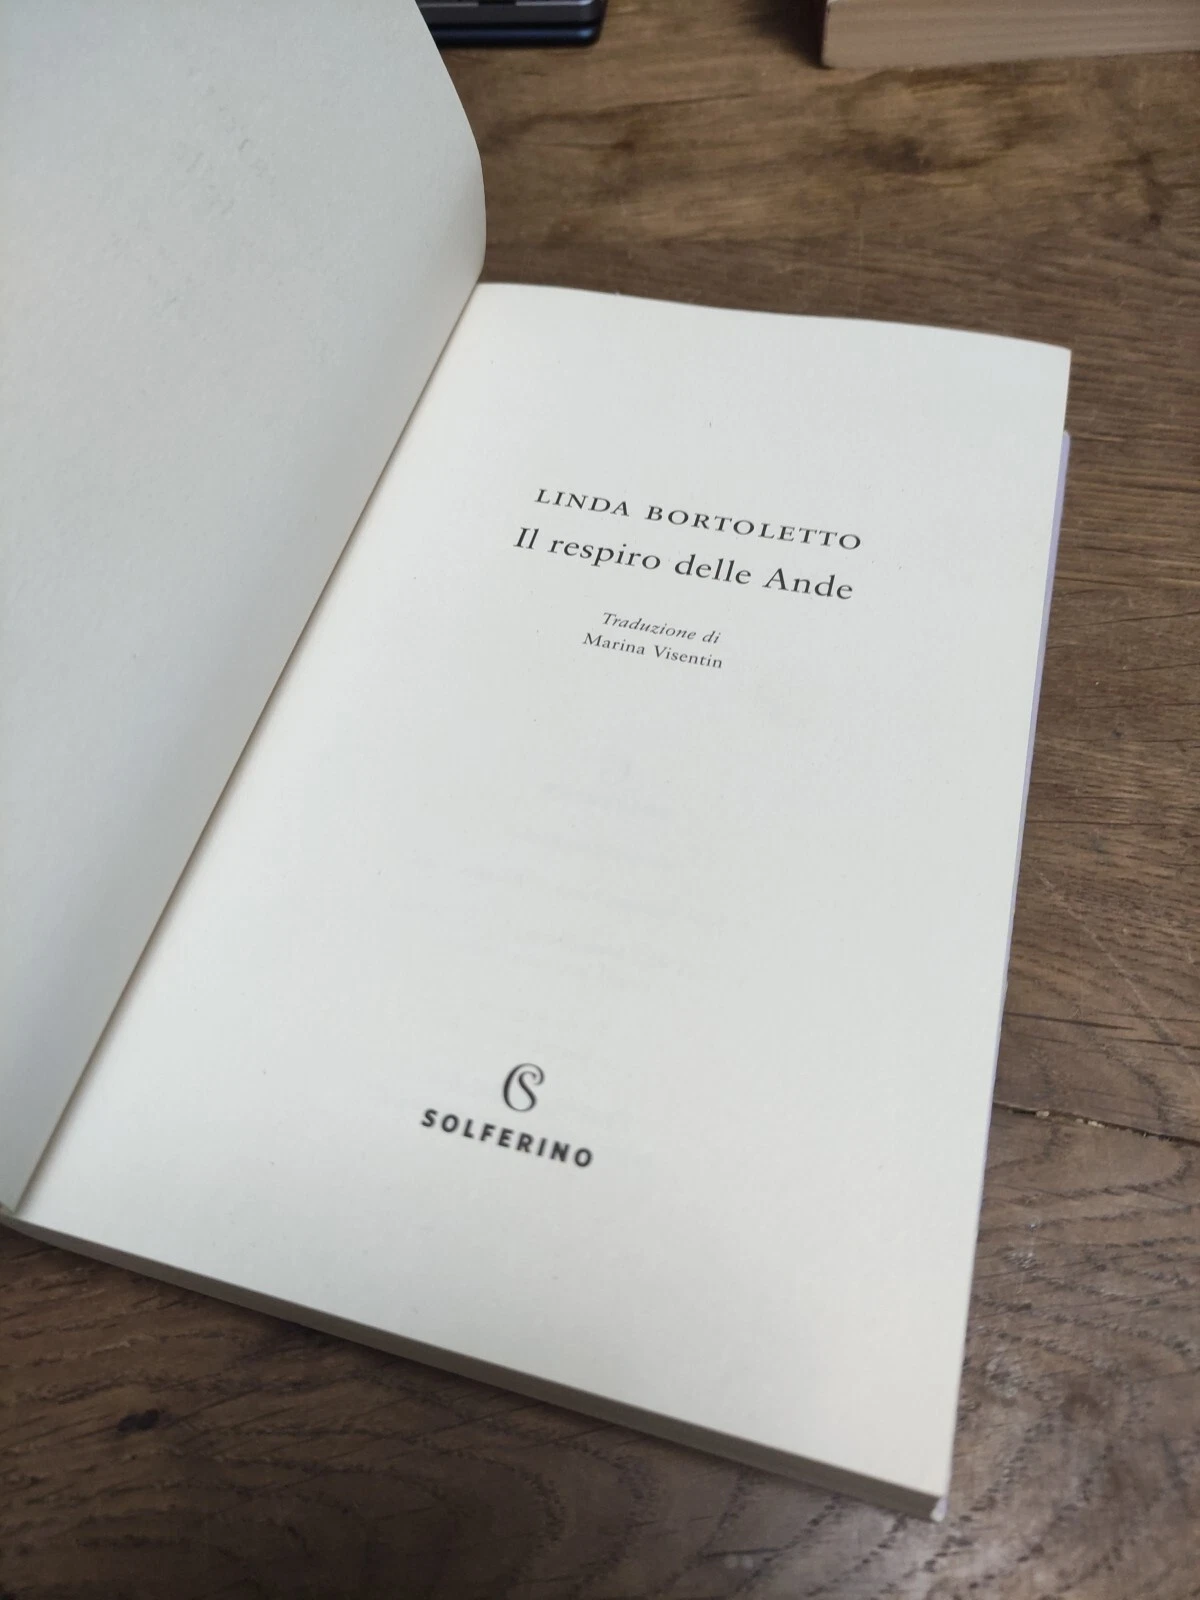 LINDA BORTOLETTO
Il respiro delle Ande
Traduzione di
Marina Visentin
SOLFERINO